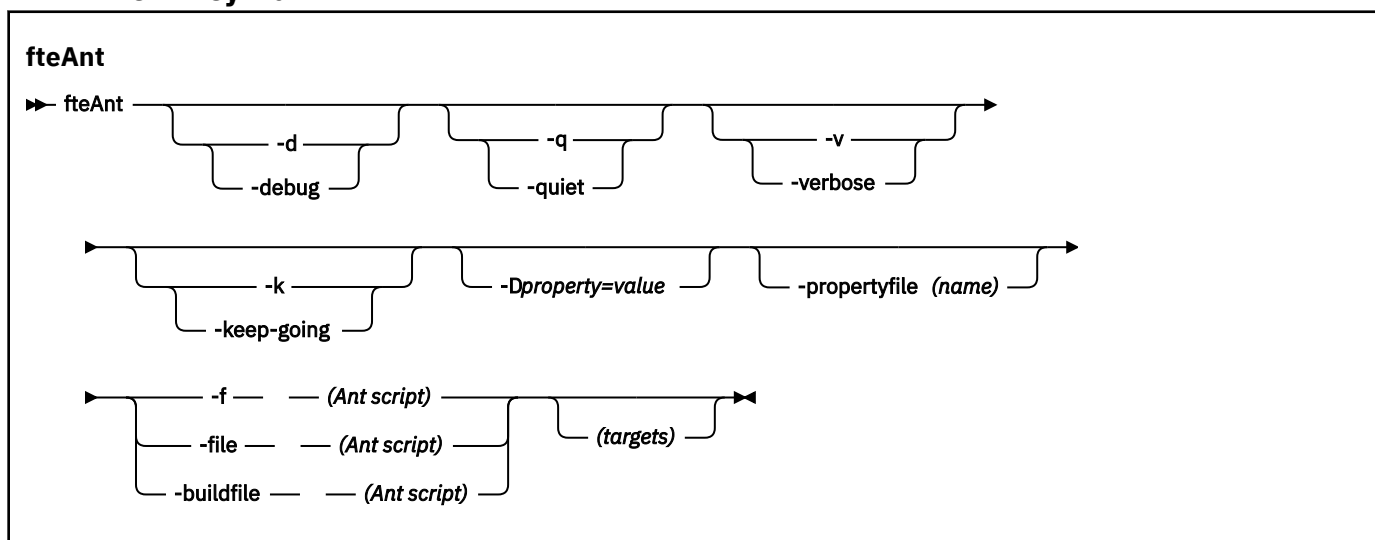 fteAnt
fteAnt
-d -q -v
-debug -quiet -verbose
-k -Dproperty=value -propertyfile (name)
-keep-going
-f (Ant script)
(targets)
-file (Ant script)
-buildfile (Ant script)